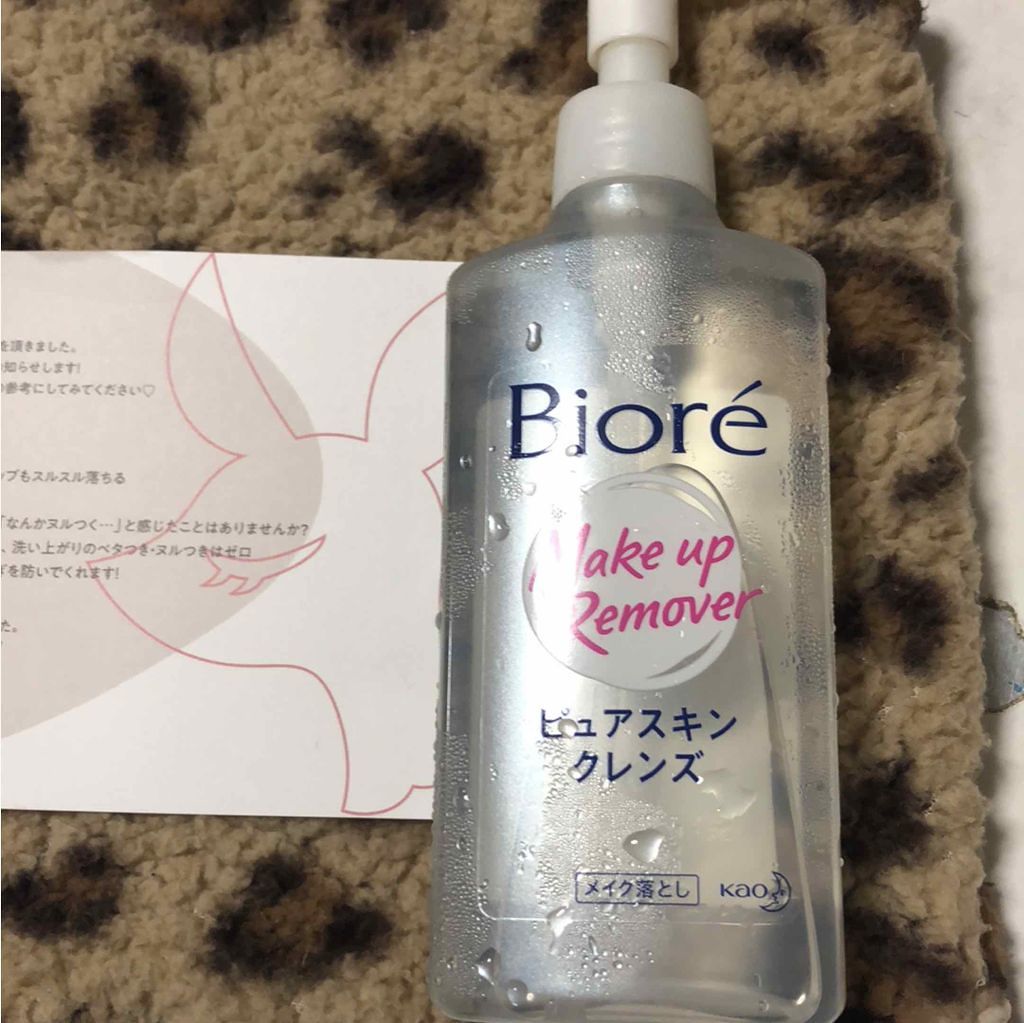 を頂きました。
知らせします!
参考にしてみてください♡
プもスルスル落ちる
「なんかヌルつく…」と感じたことはありませんか?
、洗い上がりのベタつき・ヌルつきはゼロ
を防いでくれます!
た。
Bioré
Make up
Remover
ピュアスキン
クレンズ
メイク落とし
Kao